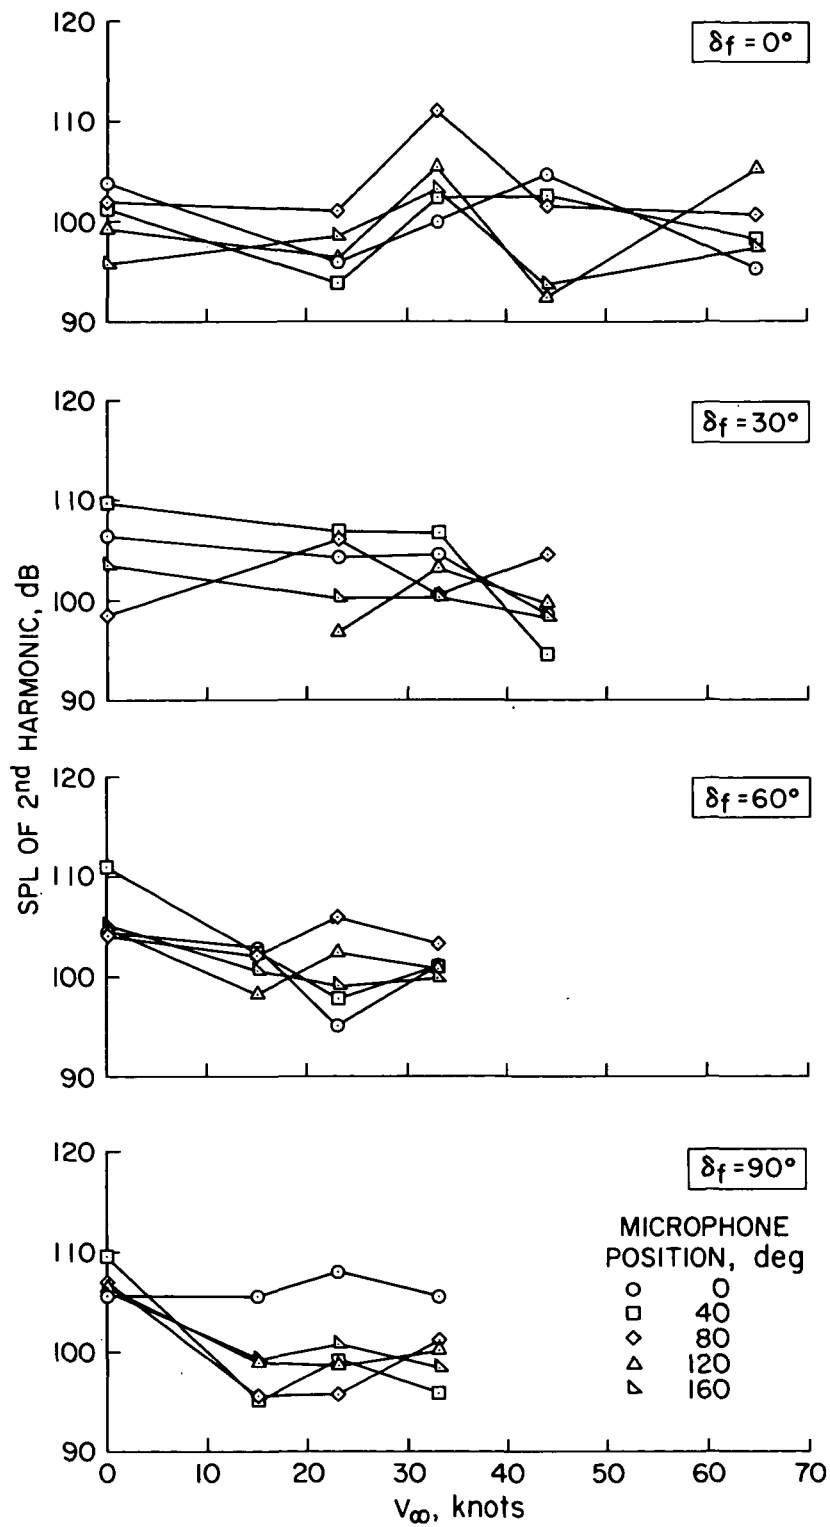 120
δf = 0°
110
100
90
120
δf = 30°
110
100
90
120
δf = 60°
110
100
90
120
δf = 90°
110
100
90
SPL OF 2nd HARMONIC, dB
MICROPHONE
POSITION, deg
0
40
80
120
160
0 10 20 30 40 50 60 70
V∞, knots